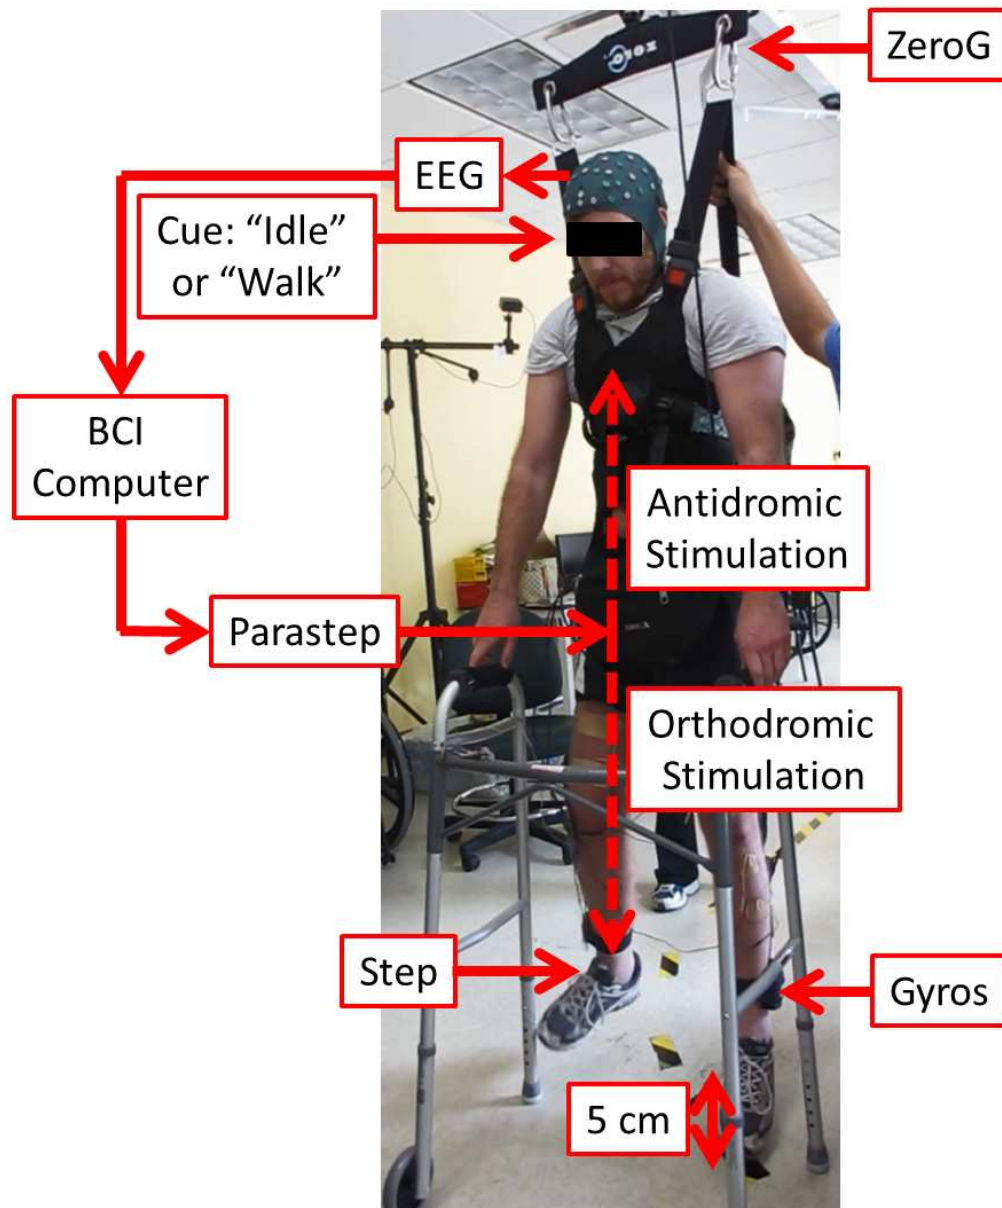 ZeroG
EEG
Cue: “Idle”
or “Walk”
BCI
Computer
Antidromic
Stimulation
Parastep
Orthodromic
Stimulation
Step
Gyros
5 cm